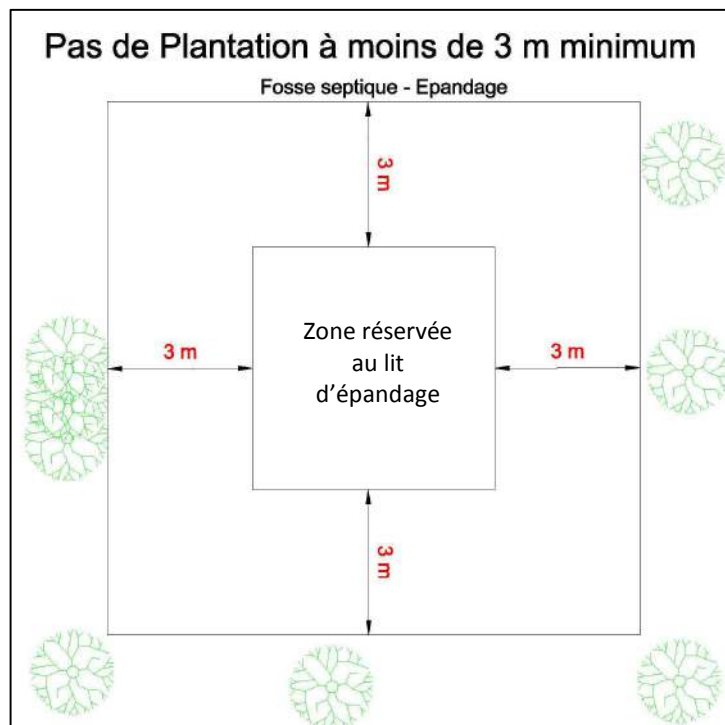 Pas de Plantation à moins de 3 m minimum
Fosse septique - Epandage
3 m
3 m
Zone réservée
au lit
d’épandage
3 m
3 m